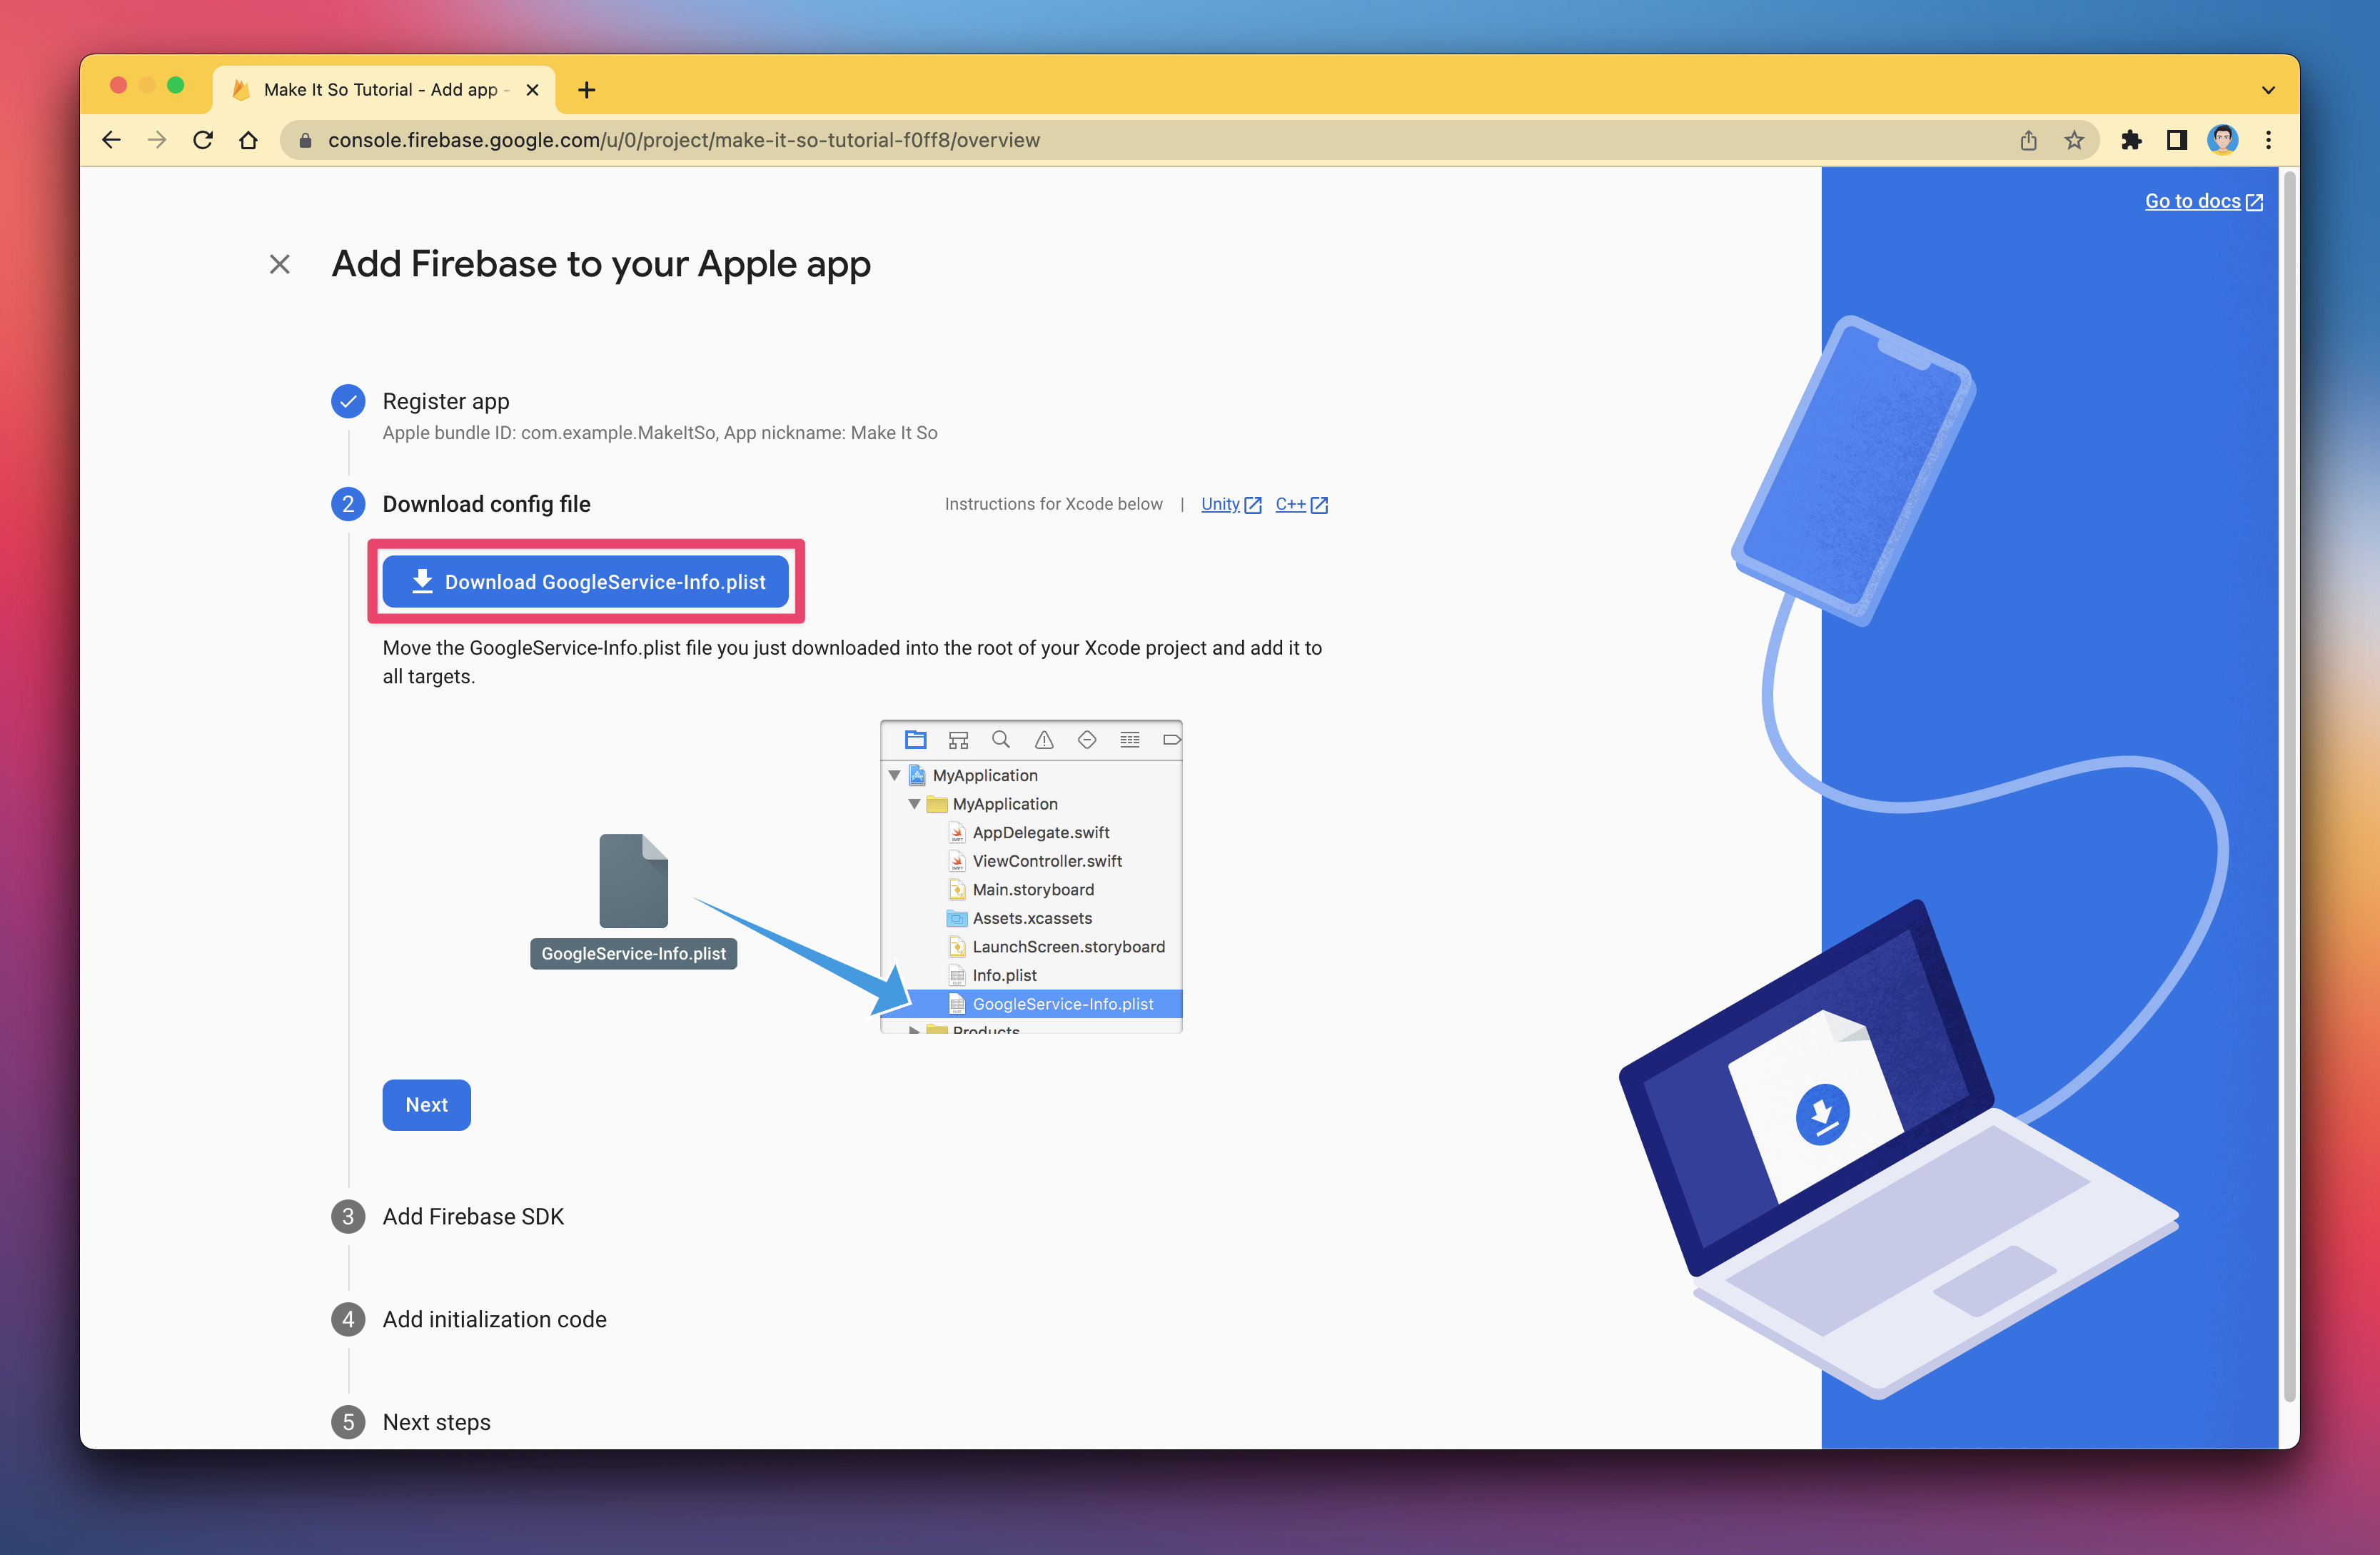 Make It So Tutorial - Add app -
console.firebase.google.com/u/0/project/make-it-so-tutorial-f0ff8/overview
Go to docs
Add Firebase to your Apple app
Register app
Apple bundle ID: com.example.MakeItSo, App nickname: Make It So
2 Download config file Instructions for Xcode below | Unity C++
Download GoogleService-Info.plist
Move the GoogleService-Info.plist file you just downloaded into the root of your Xcode project and add it to
all targets.
MyApplication
MyApplication
AppDelegate.swift
ViewController.swift
Main.storyboard
Assets.xcassets
LaunchScreen.storyboard
Info.plist
GoogleService-Info.plist
Products
GoogleService-Info.plist
Next
3 Add Firebase SDK
4 Add initialization code
5 Next steps